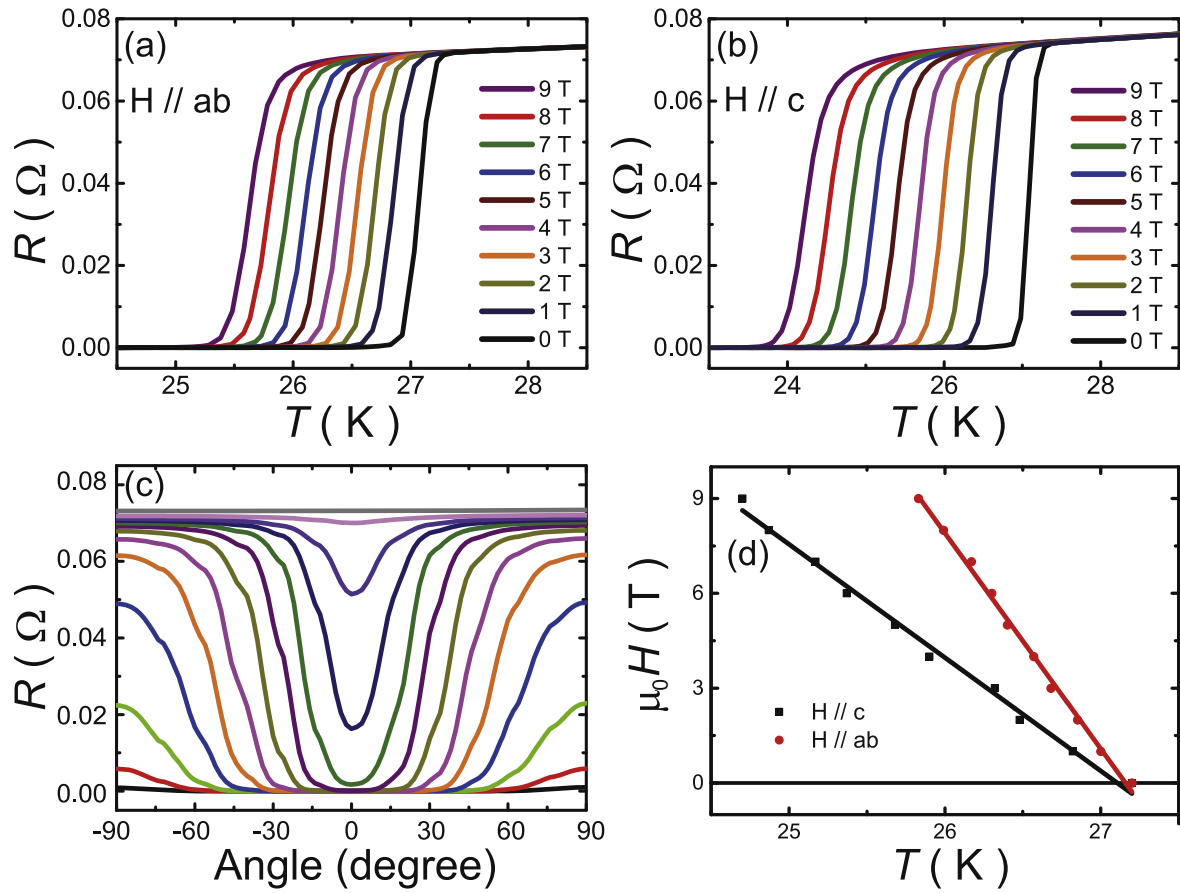 (a)
H // ab
9 T
8 T
7 T
6 T
5 T
4 T
3 T
2 T
1 T
0 T
0.08
0.06
0.04
0.02
0.00
R ( Ω )
25
26
27
28
T ( K )
(b)
H // c
9 T
8 T
7 T
6 T
5 T
4 T
3 T
2 T
1 T
0 T
0.08
0.06
0.04
0.02
0.00
R ( Ω )
24
25
26
27
28
T ( K )
(c)
0.08
0.06
0.04
0.02
0.00
R ( Ω )
-90
-60
-30
0
30
60
90
Angle (degree)
(d)
9
6
3
0
μ₀H ( T )
H // c
H // ab
25
26
27
T ( K )